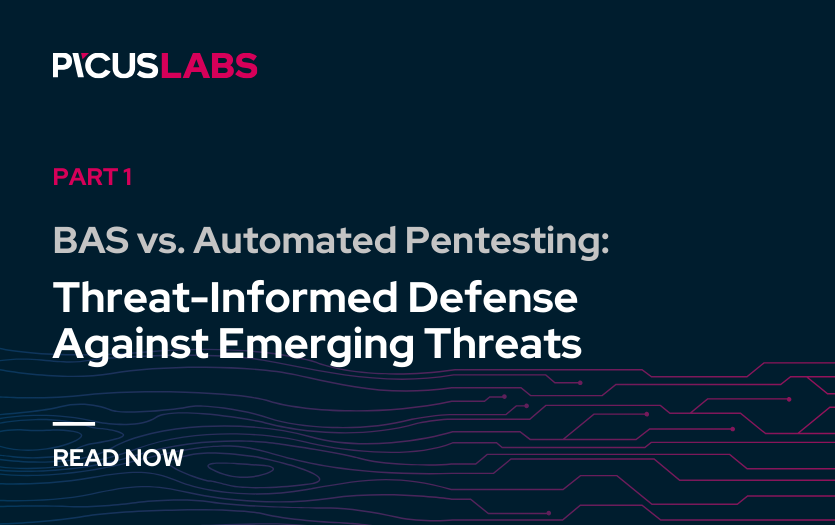 PICUSLABS
PART 1
BAS vs. Automated Pentesting:
Threat-Informed Defense
Against Emerging Threats
READ NOW